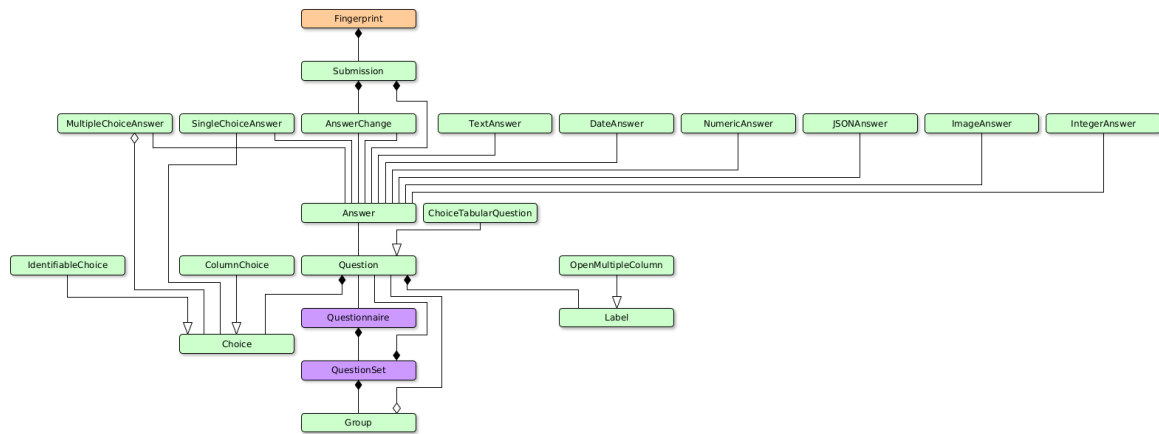 Fingerprint
Submission
MultipleChoiceAnswer
SingleChoiceAnswer
AnswerChange
TextAnswer
DateAnswer
NumericAnswer
JSONAnswer
ImageAnswer
IntegerAnswer
Answer
ChoiceTabularQuestion
IdentifiableChoice
ColumnChoice
Question
OpenMultipleColumn
Questionnaire
Label
Choice
QuestionSet
Group